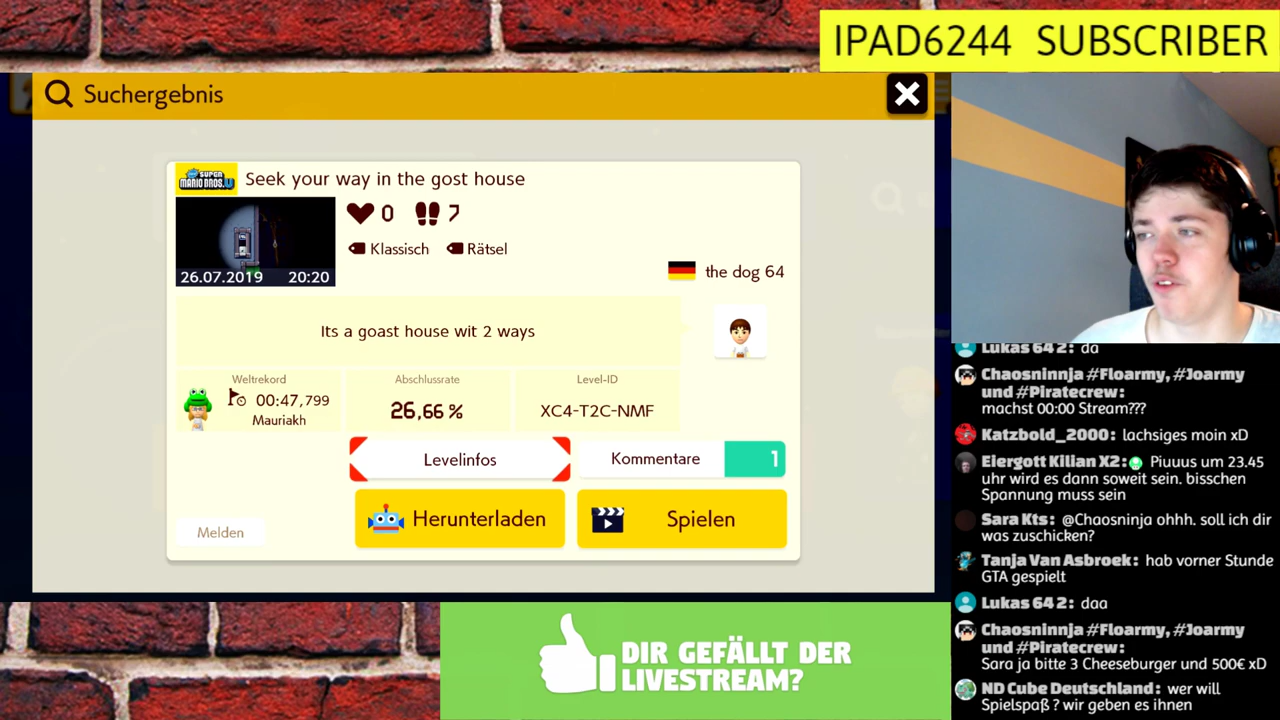 IPAD6244 SUBSCRIBER
Suchergebnis
SUPER
MARIO BROS. U
Seek your way in the gost house
0
7
Klassisch
Rätsel
26.07.2019 20:20
the dog 64
Its a goast house wit 2 ways
Weltrekord
00:47,799
Mauriakh
Abschlussrate
26,66 %
Level-ID
XC4-T2C-NMF
Levelinfos
Kommentare
1
Melden
Herunterladen
Spielen
DIR GEFÄLLT DER
LIVESTREAM?
Lukas 64 2: da
Chaosninnja #Floarmy, #Joarmy
und #Piratecrew:
machst 00:00 Stream???
Katzbold_2000: lachsiges moin xD
Eiergott Kilian X2: Piuuus um 23.45
uhr wird es dann soweit sein. bisschen
Spannung muss sein
Sara Kts: @Chaosninja ohhh. soll ich dir
was zuschicken?
Tanja Van Asbroek: hab vorner Stunde
GTA gespielt
Lukas 64 2: daa
Chaosninnja #Floarmy, #Joarmy
und #Piratecrew:
Sara ja bitte 3 Cheeseburger und 500€ xD
ND Cube Deutschland: wer will
Spielspaß ? wir geben es ihnen